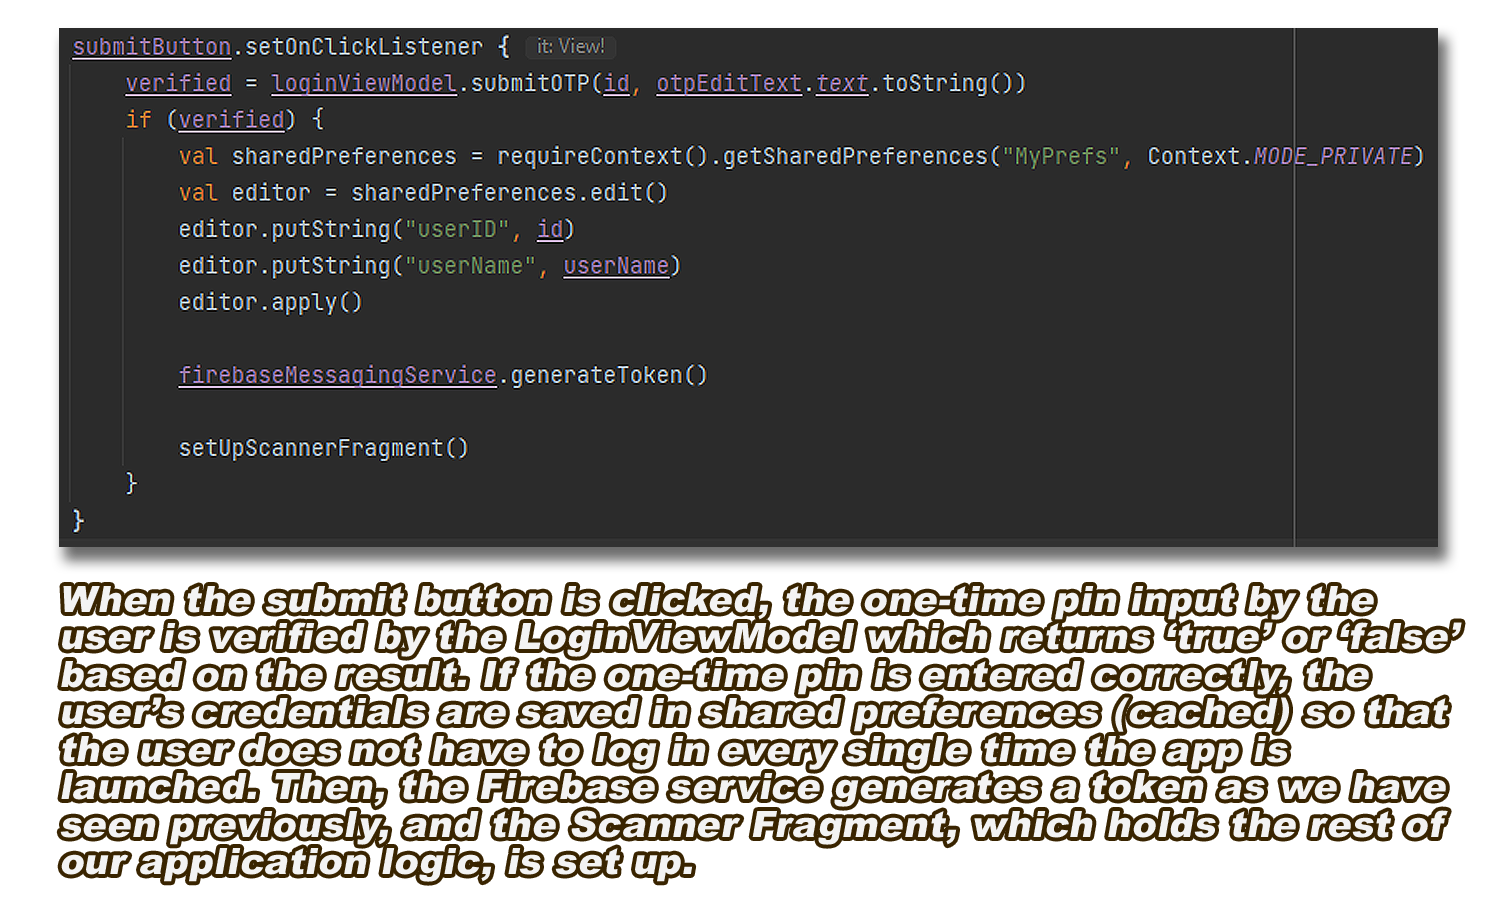 submitButton.setOnClickListener { it: View!
verified = loginViewModel.submitOTP(id, otpEditText.text.toString())
if (verified) {
val sharedPreferences = requireContext().getSharedPreferences("MyPrefs", Context.MODE_PRIVATE)
val editor = sharedPreferences.edit()
editor.putString("userID", id)
editor.putString("userName", userName)
editor.apply()
firebaseMessagingService.generateToken()
setUpScannerFragment()
}
}
When the submit button is clicked, the one-time pin input by the
user is verified by the LoginViewModel which returns ‘true’ or ‘false’
based on the result. If the one-time pin is entered correctly, the
user’s credentials are saved in shared preferences (cached) so that
the user does not have to log in every single time the app is
launched. Then, the Firebase service generates a token as we have
seen previously, and the Scanner Fragment, which holds the rest of
our application logic, is set up.